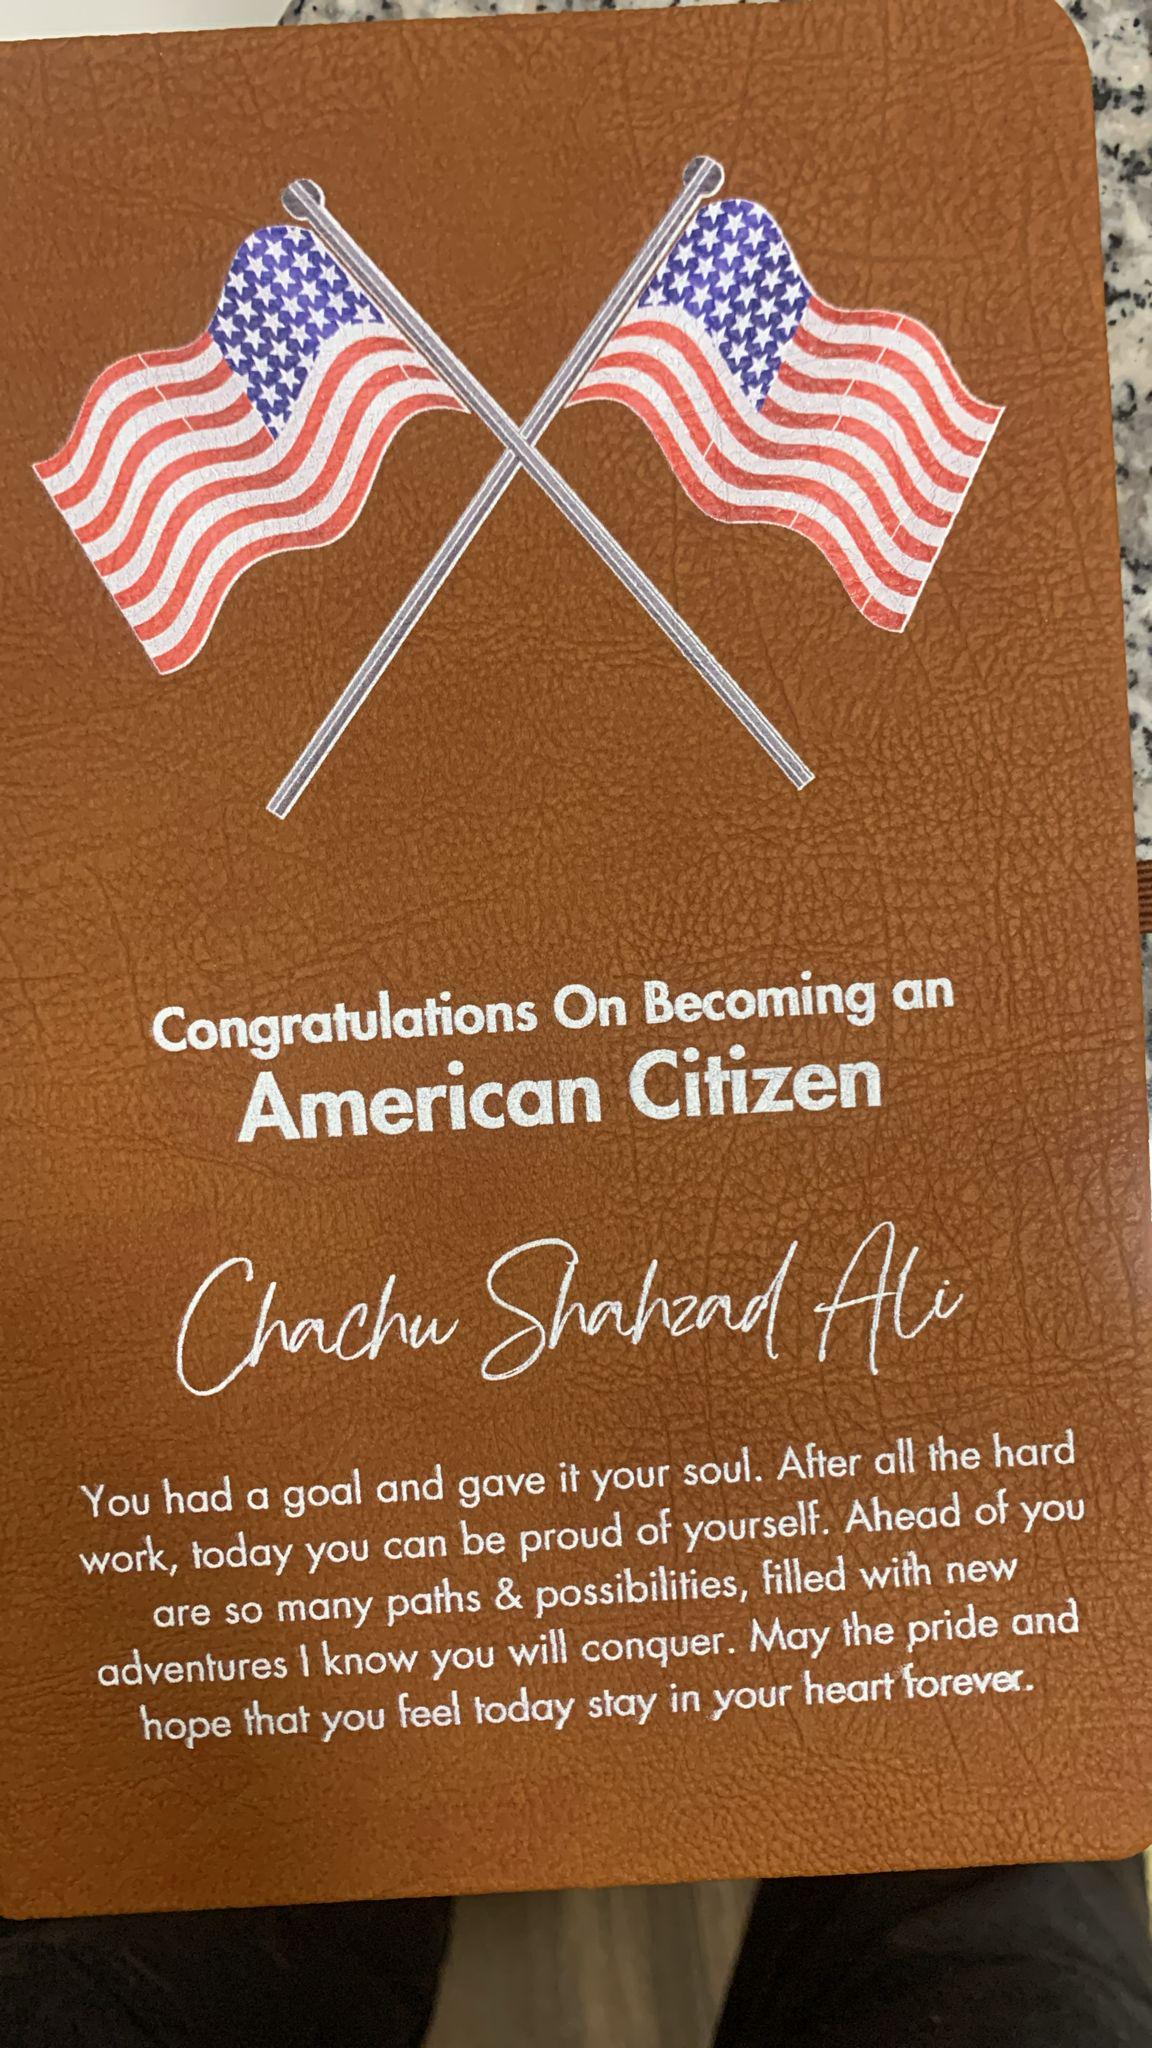 Congratulations On Becoming an
American Citizen
Chachu Shahzad Ali
You had a goal and gave it your soul. After all the hard
work, today you can be proud of yourself. Ahead of you
are so many paths & possibilities, filled with new
adventures I know you will conquer. May the pride and
hope that you feel today stay in your heart forever.